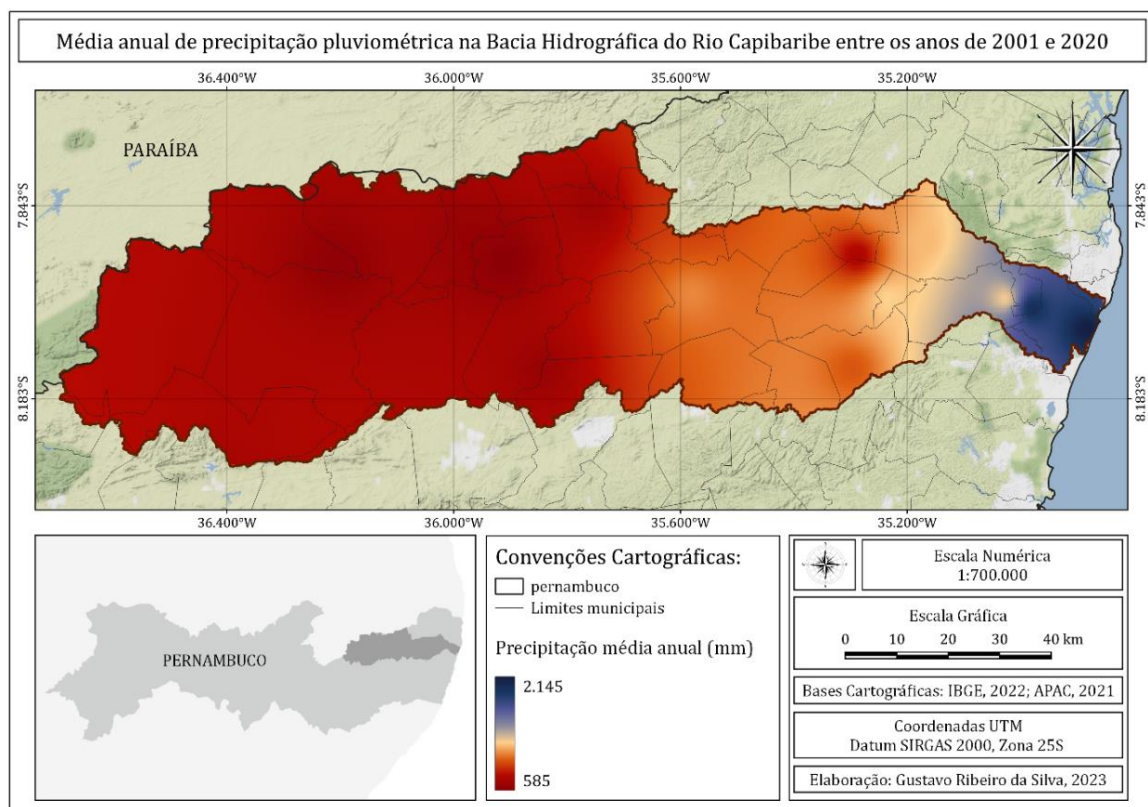 Média anual de precipitação pluviométrica na Bacia Hidrográfica do Rio Capibaribe entre os anos de 2001 e 2020
36.400°W 36.000°W 35.600°W 35.200°W
PARAÍBA
7.843°S 7.843°S
8.183°S 8.183°S
36.400°W 36.000°W 35.600°W 35.200°W
PERNAMBUCO
Convenções Cartográficas:
pernambuco
Limites municipais
Precipitação média anual (mm)
2.145
585
Escala Numérica
1:700.000
Escala Gráfica
0 10 20 30 40 km
Bases Cartográficas: IBGE, 2022; APAC, 2021
Coordenadas UTM
Datum SIRGAS 2000, Zona 25S
Elaboração: Gustavo Ribeiro da Silva, 2023